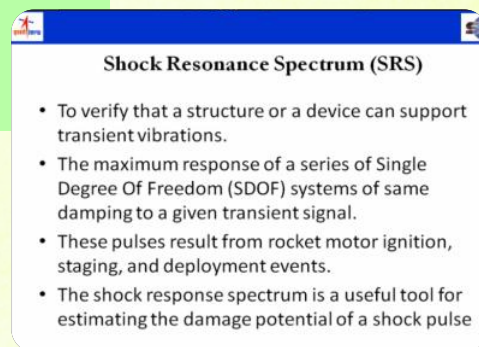 Shock Resonance Spectrum (SRS)
• To verify that a structure or a device can support
transient vibrations.
• The maximum response of a series of Single
Degree Of Freedom (SDOF) systems of same
damping to a given transient signal.
• These pulses result from rocket motor ignition,
staging, and deployment events.
• The shock response spectrum is a useful tool for
estimating the damage potential of a shock pulse